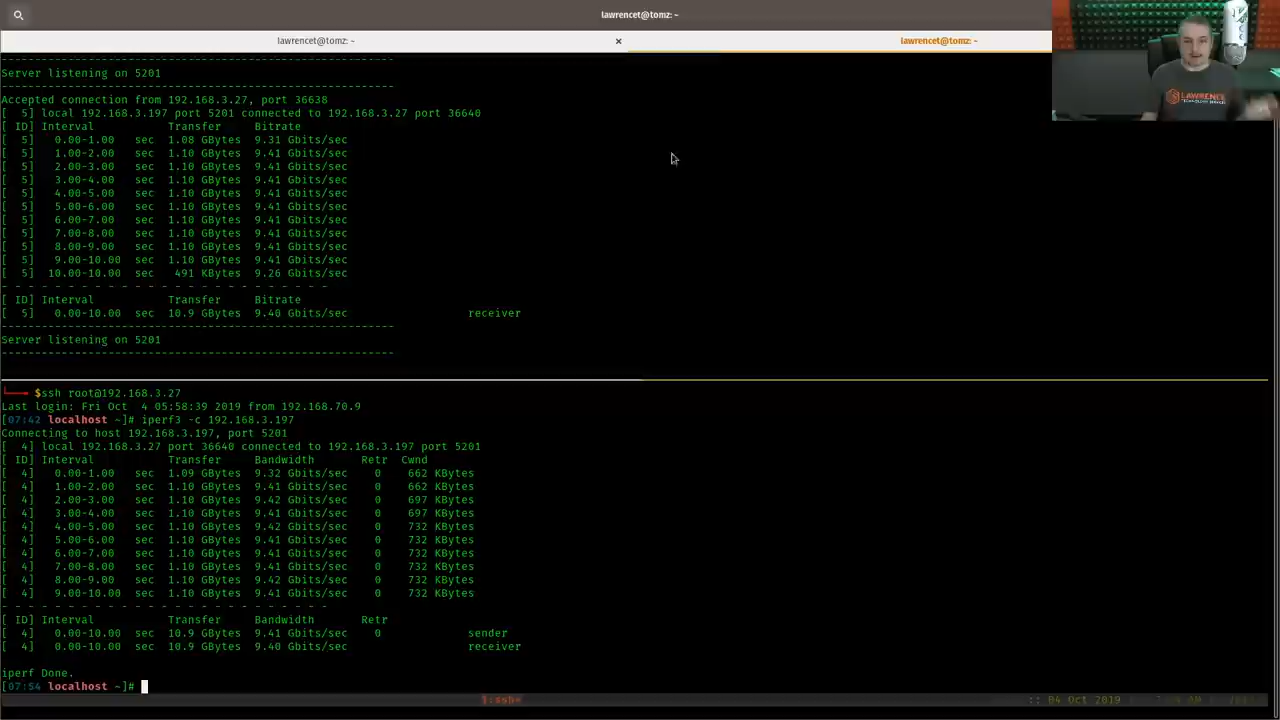 lawrencet@tomz: ~
lawrencet@tomz: ~
lawrencet@tomz: ~
LAWRENCE
-----------------------------------------------------------
Server listening on 5201
-----------------------------------------------------------
Accepted connection from 192.168.3.27, port 36638
[  5] local 192.168.3.197 port 5201 connected to 192.168.3.27 port 36640
[ ID] Interval           Transfer     Bitrate
[  5]   0.00-1.00   sec  1.08 GBytes  9.31 Gbits/sec
[  5]   1.00-2.00   sec  1.10 GBytes  9.41 Gbits/sec
[  5]   2.00-3.00   sec  1.10 GBytes  9.41 Gbits/sec
[  5]   3.00-4.00   sec  1.10 GBytes  9.41 Gbits/sec
[  5]   4.00-5.00   sec  1.10 GBytes  9.41 Gbits/sec
[  5]   5.00-6.00   sec  1.10 GBytes  9.41 Gbits/sec
[  5]   6.00-7.00   sec  1.10 GBytes  9.41 Gbits/sec
[  5]   7.00-8.00   sec  1.10 GBytes  9.41 Gbits/sec
[  5]   8.00-9.00   sec  1.10 GBytes  9.41 Gbits/sec
[  5]   9.00-10.00  sec  1.10 GBytes  9.41 Gbits/sec
[  5]  10.00-10.00  sec   491 KBytes  9.26 Gbits/sec
- - - - - - - - - - - - - - - - - - - - - - - - -
[ ID] Interval           Transfer     Bitrate
[  5]   0.00-10.00  sec  10.9 GBytes  9.40 Gbits/sec                  receiver
-----------------------------------------------------------
Server listening on 5201
-----------------------------------------------------------
$ssh root@192.168.3.27
Last login: Fri Oct  4 05:58:39 2019 from 192.168.70.9
[07:42 localhost ~]# iperf3 -c 192.168.3.197
Connecting to host 192.168.3.197, port 5201
[  4] local 192.168.3.27 port 36640 connected to 192.168.3.197 port 5201
[ ID] Interval           Transfer     Bandwidth       Retr  Cwnd
[  4]   0.00-1.00   sec  1.09 GBytes  9.32 Gbits/sec    0    662 KBytes
[  4]   1.00-2.00   sec  1.10 GBytes  9.41 Gbits/sec    0    662 KBytes
[  4]   2.00-3.00   sec  1.10 GBytes  9.42 Gbits/sec    0    697 KBytes
[  4]   3.00-4.00   sec  1.10 GBytes  9.41 Gbits/sec    0    697 KBytes
[  4]   4.00-5.00   sec  1.10 GBytes  9.42 Gbits/sec    0    732 KBytes
[  4]   5.00-6.00   sec  1.10 GBytes  9.41 Gbits/sec    0    732 KBytes
[  4]   6.00-7.00   sec  1.10 GBytes  9.41 Gbits/sec    0    732 KBytes
[  4]   7.00-8.00   sec  1.10 GBytes  9.41 Gbits/sec    0    732 KBytes
[  4]   8.00-9.00   sec  1.10 GBytes  9.42 Gbits/sec    0    732 KBytes
[  4]   9.00-10.00  sec  1.10 GBytes  9.41 Gbits/sec    0    732 KBytes
- - - - - - - - - - - - - - - - - - - - - - - - -
[ ID] Interval           Transfer     Bandwidth       Retr
[  4]   0.00-10.00  sec  10.9 GBytes  9.41 Gbits/sec    0             sender
[  4]   0.00-10.00  sec  10.9 GBytes  9.40 Gbits/sec                  receiver
iperf Done.
[07:54 localhost ~]#
1:ssh* :: 04 Oct 2019